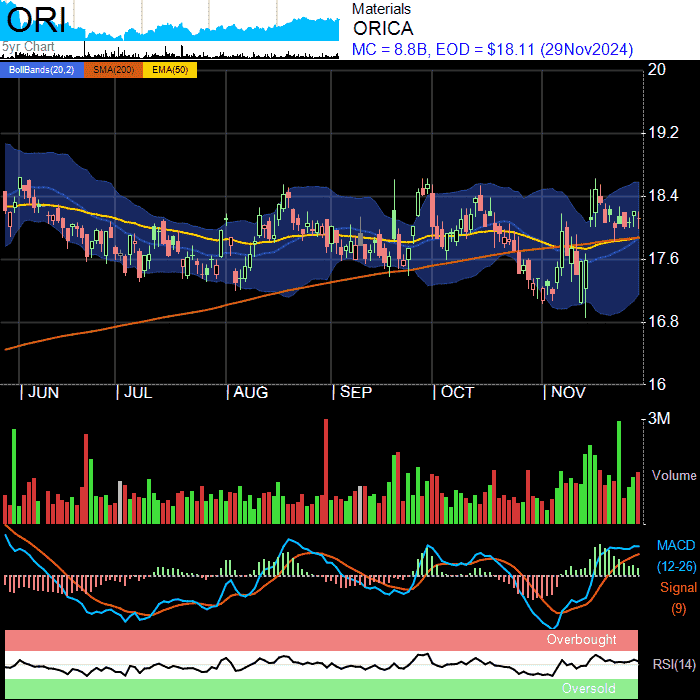 ORI
5yr Chart
Materials
ORICA
MC = 8.8B, EOD = $18.11 (29Nov2024)
BollBands(20,2) SMA(200) EMA(50)
20
19.2
18.4
17.6
16.8
16
JUN JUL AUG SEP OCT NOV
3M
Volume
MACD
(12-26)
Signal
(9)
Overbought
RSI(14)
Oversold